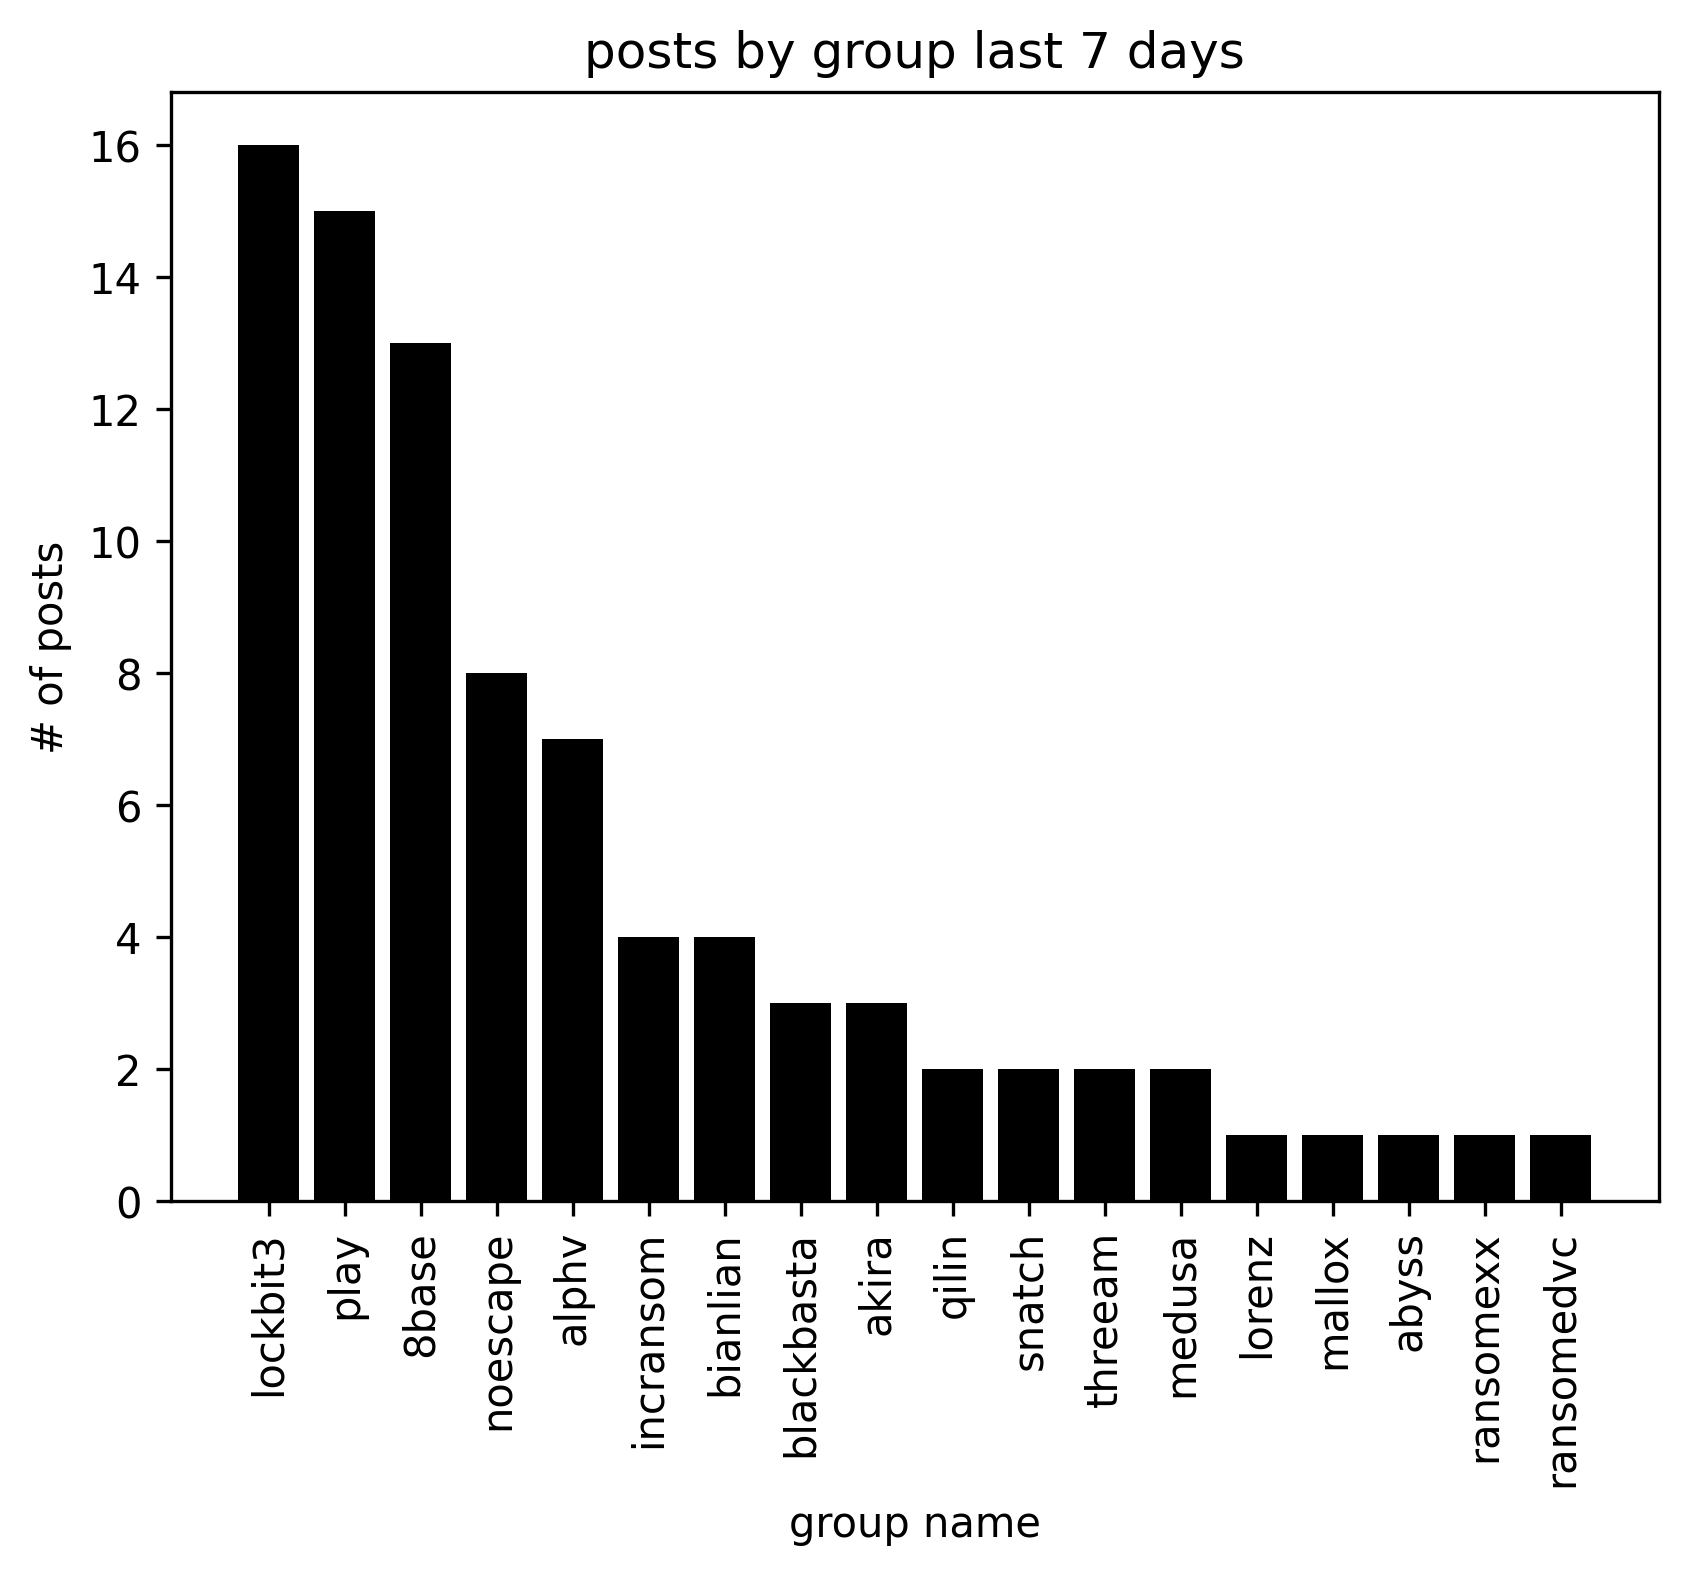 posts by group last 7 days
16
14
12
10
8
6
4
2
0
# of posts
lockbit3
play
8base
noescape
alphv
incransom
bianlian
blackbasta
akira
qilin
snatch
threeam
medusa
lorenz
mallox
abyss
ransomexx
ransomedvc
group name